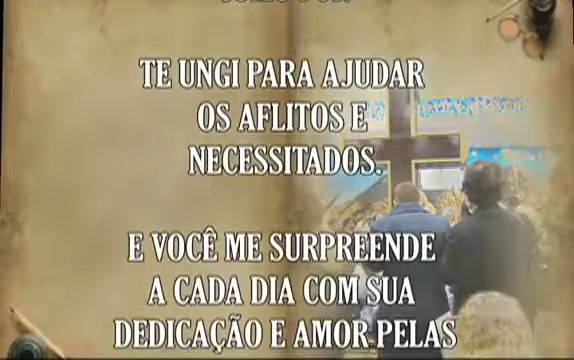 TE UNGI PARA AJUDAR
OS AFLITOS E
NECESSITADOS.
E VOCÊ ME SURPREENDE
A CADA DIA COM SUA
DEDICAÇÃO E AMOR PELAS